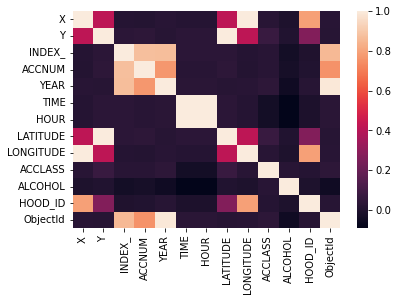 X
Y
INDEX_
ACCNUM
YEAR
TIME
HOUR
LATITUDE
LONGITUDE
ACCLASS
ALCOHOL
HOOD_ID
ObjectId
X
Y
INDEX_
ACCNUM
YEAR
TIME
HOUR
LATITUDE
LONGITUDE
ACCLASS
ALCOHOL
HOOD_ID
ObjectId
1.0
0.8
0.6
0.4
0.2
0.0